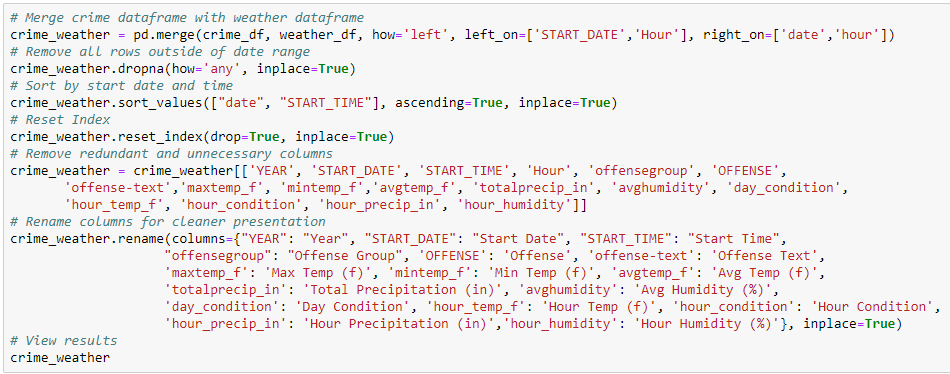 # Merge crime dataframe with weather dataframe
crime_weather = pd.merge(crime_df, weather_df, how='left', left_on=['START_DATE','Hour'], right_on=['date','hour'])
# Remove all rows outside of date range
crime_weather.dropna(how='any', inplace=True)
# Sort by start date and time
crime_weather.sort_values(["date", "START_TIME"], ascending=True, inplace=True)
# Reset Index
crime_weather.reset_index(drop=True, inplace=True)
# Remove redundant and unnecessary columns
crime_weather = crime_weather[['YEAR', 'START_DATE', 'START_TIME', 'Hour', 'offensegroup', 'OFFENSE',
'offense-text','maxtemp_f', 'mintemp_f','avgtemp_f', 'totalprecip_in', 'avghumidity', 'day_condition',
'hour_temp_f', 'hour_condition', 'hour_precip_in', 'hour_humidity']]
# Rename columns for cleaner presentation
crime_weather.rename(columns={"YEAR": "Year", "START_DATE": "Start Date", "START_TIME": "Start Time",
"offensegroup": "Offense Group", 'OFFENSE': 'Offense', 'offense-text': 'Offense Text',
'maxtemp_f': 'Max Temp (f)', 'mintemp_f': 'Min Temp (f)', 'avgtemp_f': 'Avg Temp (f)',
'totalprecip_in': 'Total Precipitation (in)', 'avghumidity': 'Avg Humidity (%)',
'day_condition': 'Day Condition', 'hour_temp_f': 'Hour Temp (f)', 'hour_condition': 'Hour Condition',
'hour_precip_in': 'Hour Precipitation (in)','hour_humidity': 'Hour Humidity (%)'}, inplace=True)
# View results
crime_weather